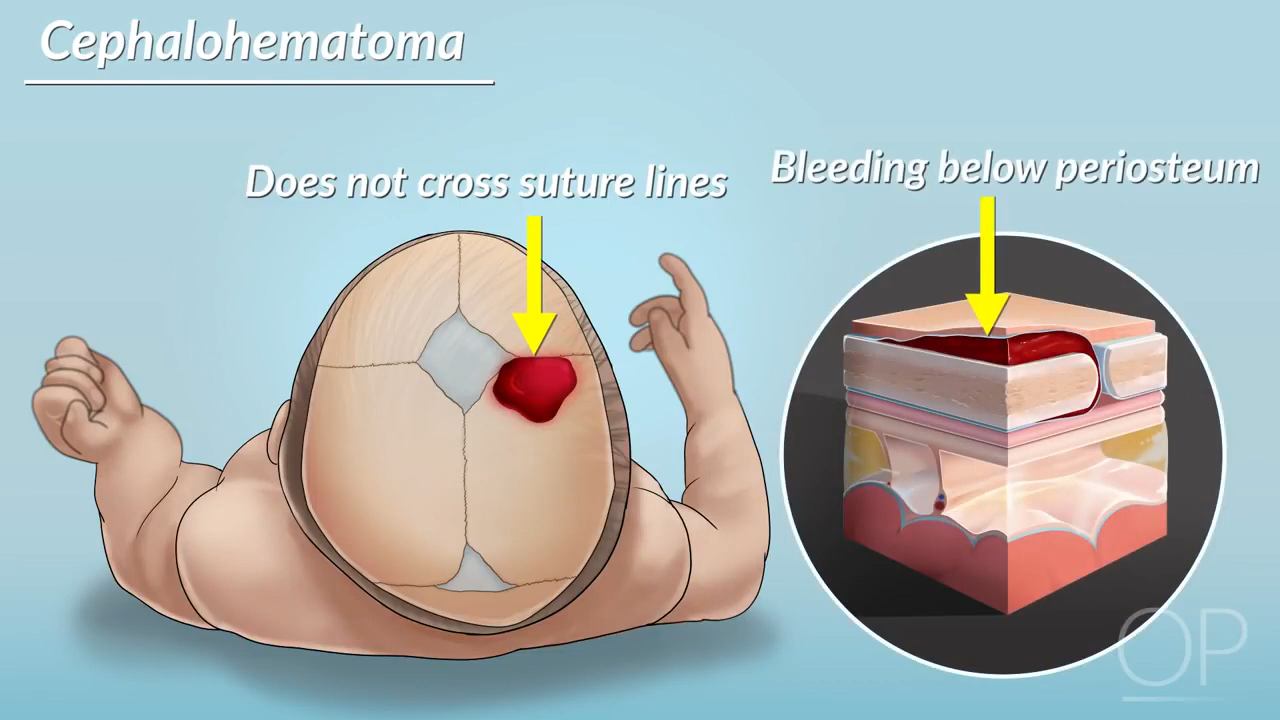 Cephalohematoma
Does not cross suture lines
Bleeding below periosteum
OP